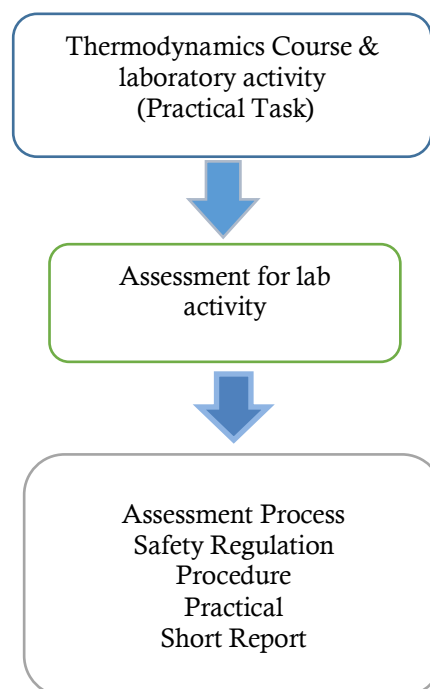 Thermodynamics Course &
laboratory activity
(Practical Task)
Assessment for lab
activity
Assessment Process
Safety Regulation
Procedure
Practical
Short Report